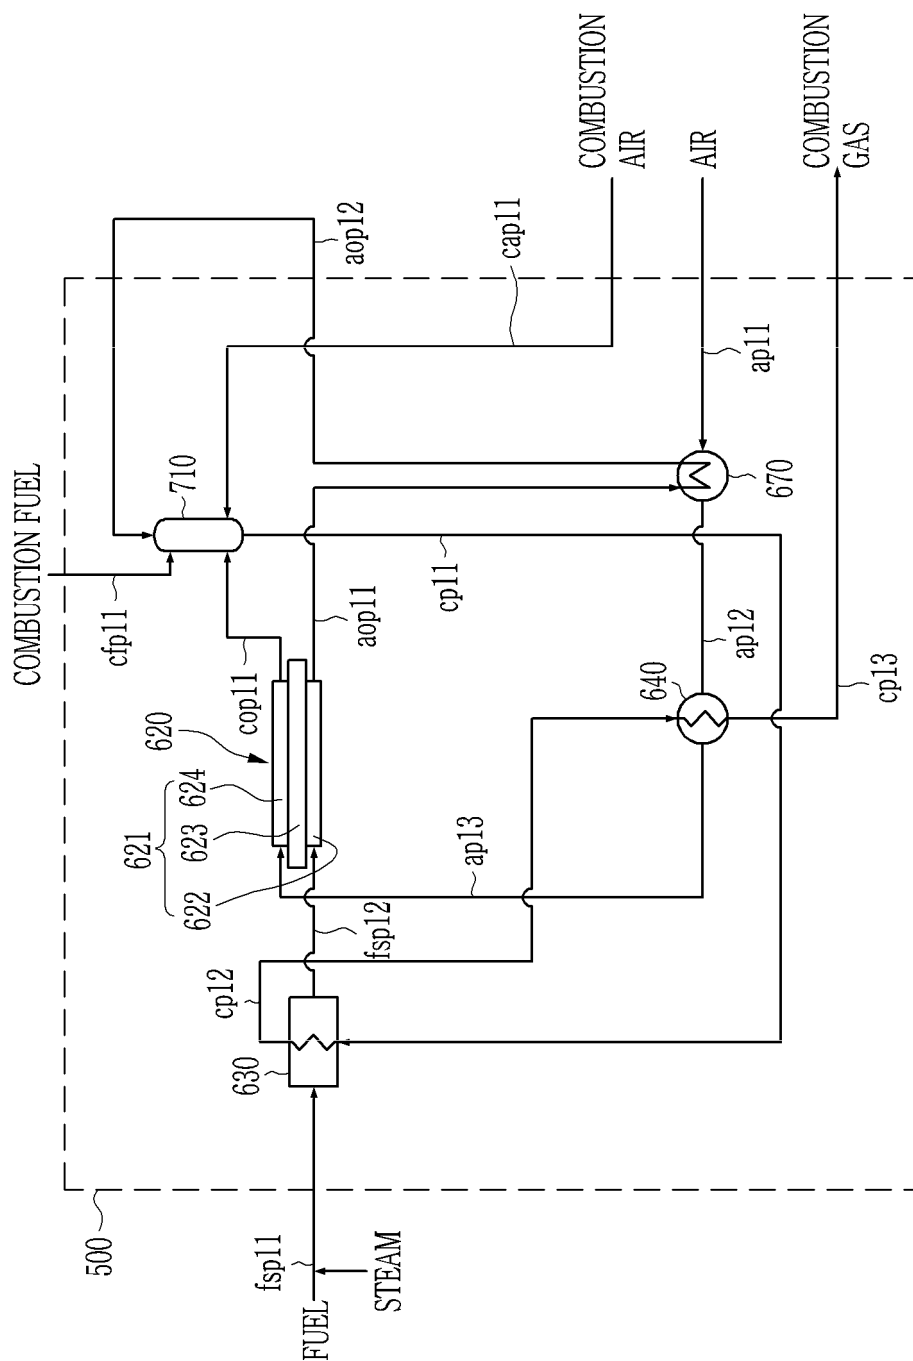 COMBUSTION FUEL
cfp11
710
aop12
cop11
620
621
624
623
622
aop11
cap11
COMBUSTION
AIR
AIR
ap11
670
COMBUSTION
GAS
cp11
ap12
640
cp13
ap13
fsp12
cp12
630
500
fsp11
FUEL
STEAM